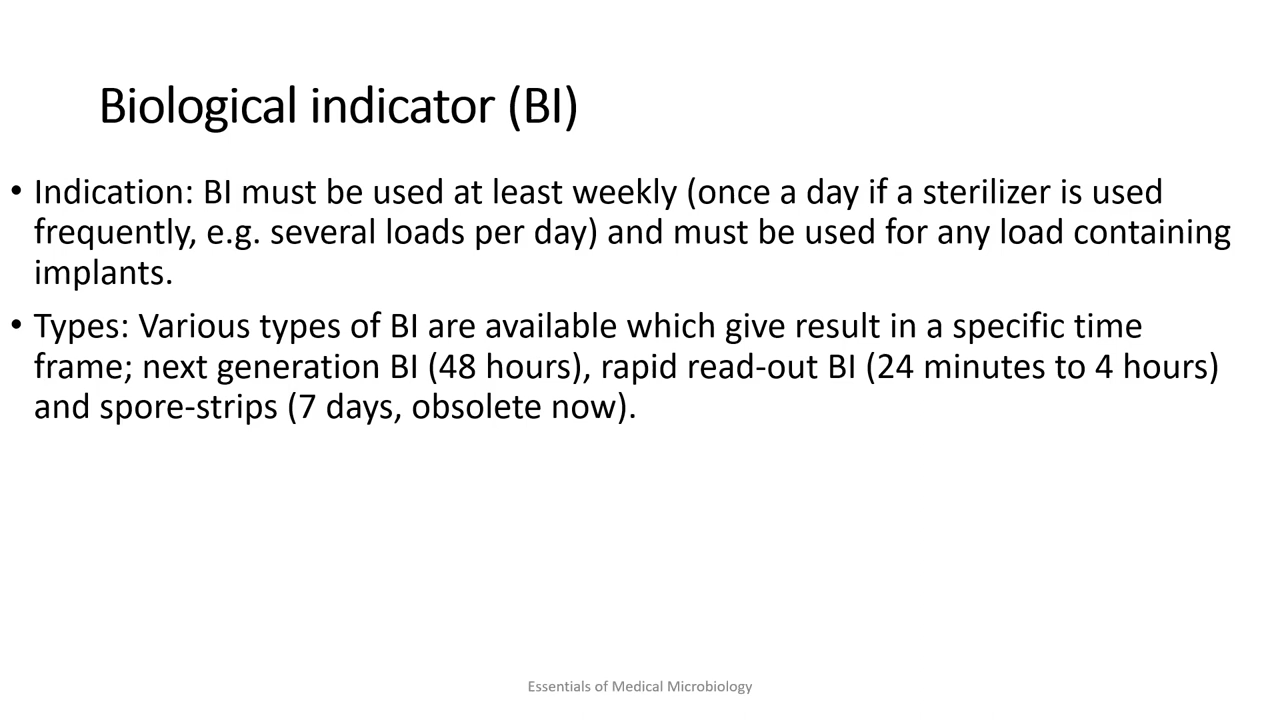 Biological indicator (BI)
• Indication: BI must be used at least weekly (once a day if a sterilizer is used
frequently, e.g. several loads per day) and must be used for any load containing
implants.
• Types: Various types of BI are available which give result in a specific time
frame; next generation BI (48 hours), rapid read-out BI (24 minutes to 4 hours)
and spore-strips (7 days, obsolete now).
Essentials of Medical Microbiology